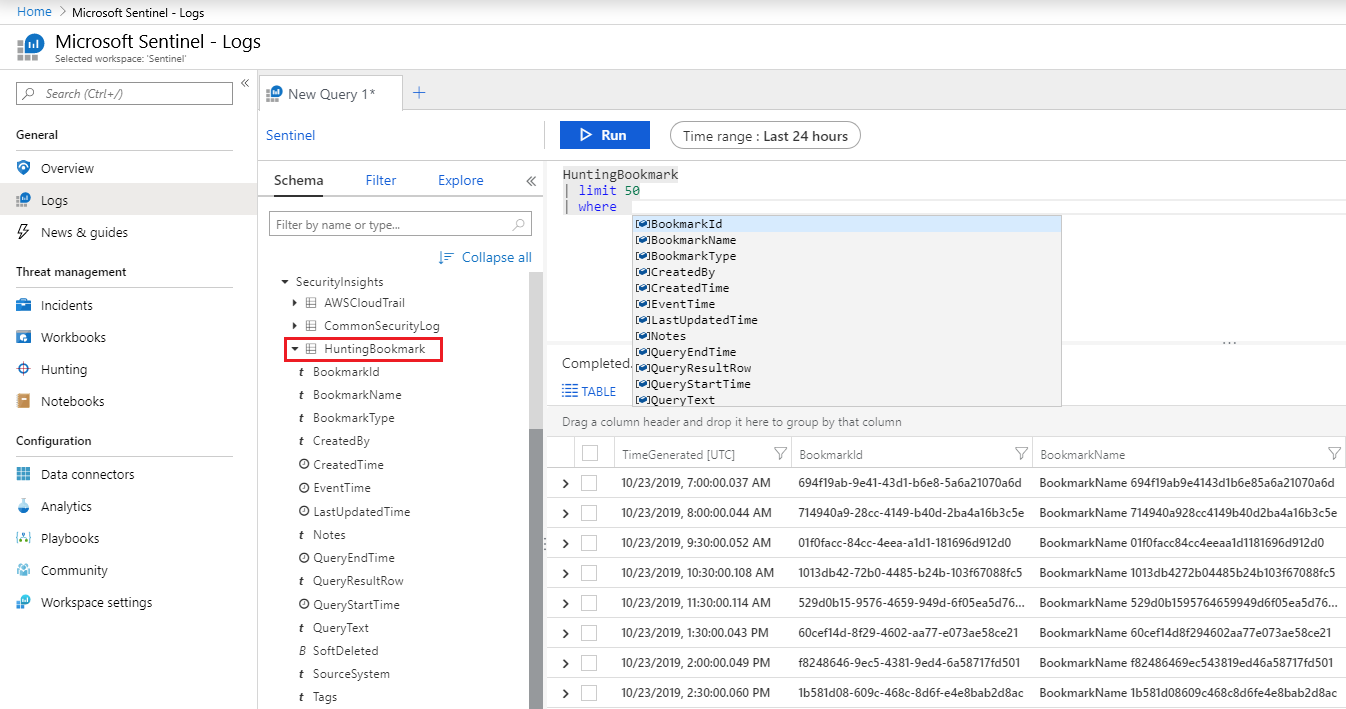 Home > Microsoft Sentinel - Logs
Microsoft Sentinel - Logs
Selected workspace: 'Sentinel'
Search (Ctrl+/)
General
Overview
Logs
News & guides
Threat management
Incidents
Workbooks
Hunting
Notebooks
Configuration
Data connectors
Analytics
Playbooks
Community
Workspace settings
New Query 1*
Sentinel
Run
Time range : Last 24 hours
Schema
Filter
Explore
Filter by name or type...
Collapse all
SecurityInsights
AWSCloudTrail
CommonSecurityLog
HuntingBookmark
t BookmarkId
t BookmarkName
t BookmarkType
t CreatedBy
CreatedTime
EventTime
LastUpdatedTime
t Notes
QueryEndTime
t QueryResultRow
QueryStartTime
t QueryText
B SoftDeleted
t SourceSystem
t Tags
HuntingBookmark
| limit 50
| where
BookmarkId
BookmarkName
BookmarkType
CreatedBy
CreatedTime
EventTime
LastUpdatedTime
Notes
QueryEndTime
QueryResultRow
QueryStartTime
QueryText
Completed.
TABLE
Drag a column header and drop it here to group by that column
TimeGenerated [UTC] BookmarkId BookmarkName
10/23/2019, 7:00:00.037 AM 694f19ab-9e41-43d1-b6e8-5a6a21070a6d BookmarkName 694f19ab9e4143d1b6e85a6a21070a6d
10/23/2019, 8:00:00.044 AM 714940a9-28cc-4149-b40d-2ba4a16b3c5e BookmarkName 714940a928cc4149b40d2ba4a16b3c5e
10/23/2019, 9:30:00.052 AM 01f0facc-84cc-4eea-a1d1-181696d912d0 BookmarkName 01f0facc84cc4eeaa1d1181696d912d0
10/23/2019, 10:30:00.108 AM 1013db42-72b0-4485-b24b-103f67088fc5 BookmarkName 1013db4272b04485b24b103f67088fc5
10/23/2019, 11:30:00.114 AM 529d0b15-9576-4659-949d-6f05ea5d76... BookmarkName 529d0b1595764659949d6f05ea5d76...
10/23/2019, 1:30:00.043 PM 60cef14d-8f29-4602-aa77-e073ae58ce21 BookmarkName 60cef14d8f294602aa77e073ae58ce21
10/23/2019, 2:00:00.049 PM f8248646-9ec5-4381-9ed4-6a58717fd501 BookmarkName f82486469ec543819ed46a58717fd501
10/23/2019, 2:30:00.060 PM 1b581d08-609c-468c-8d6f-e4e8bab2d8ac BookmarkName 1b581d08609c468c8d6fe4e8bab2d8ac